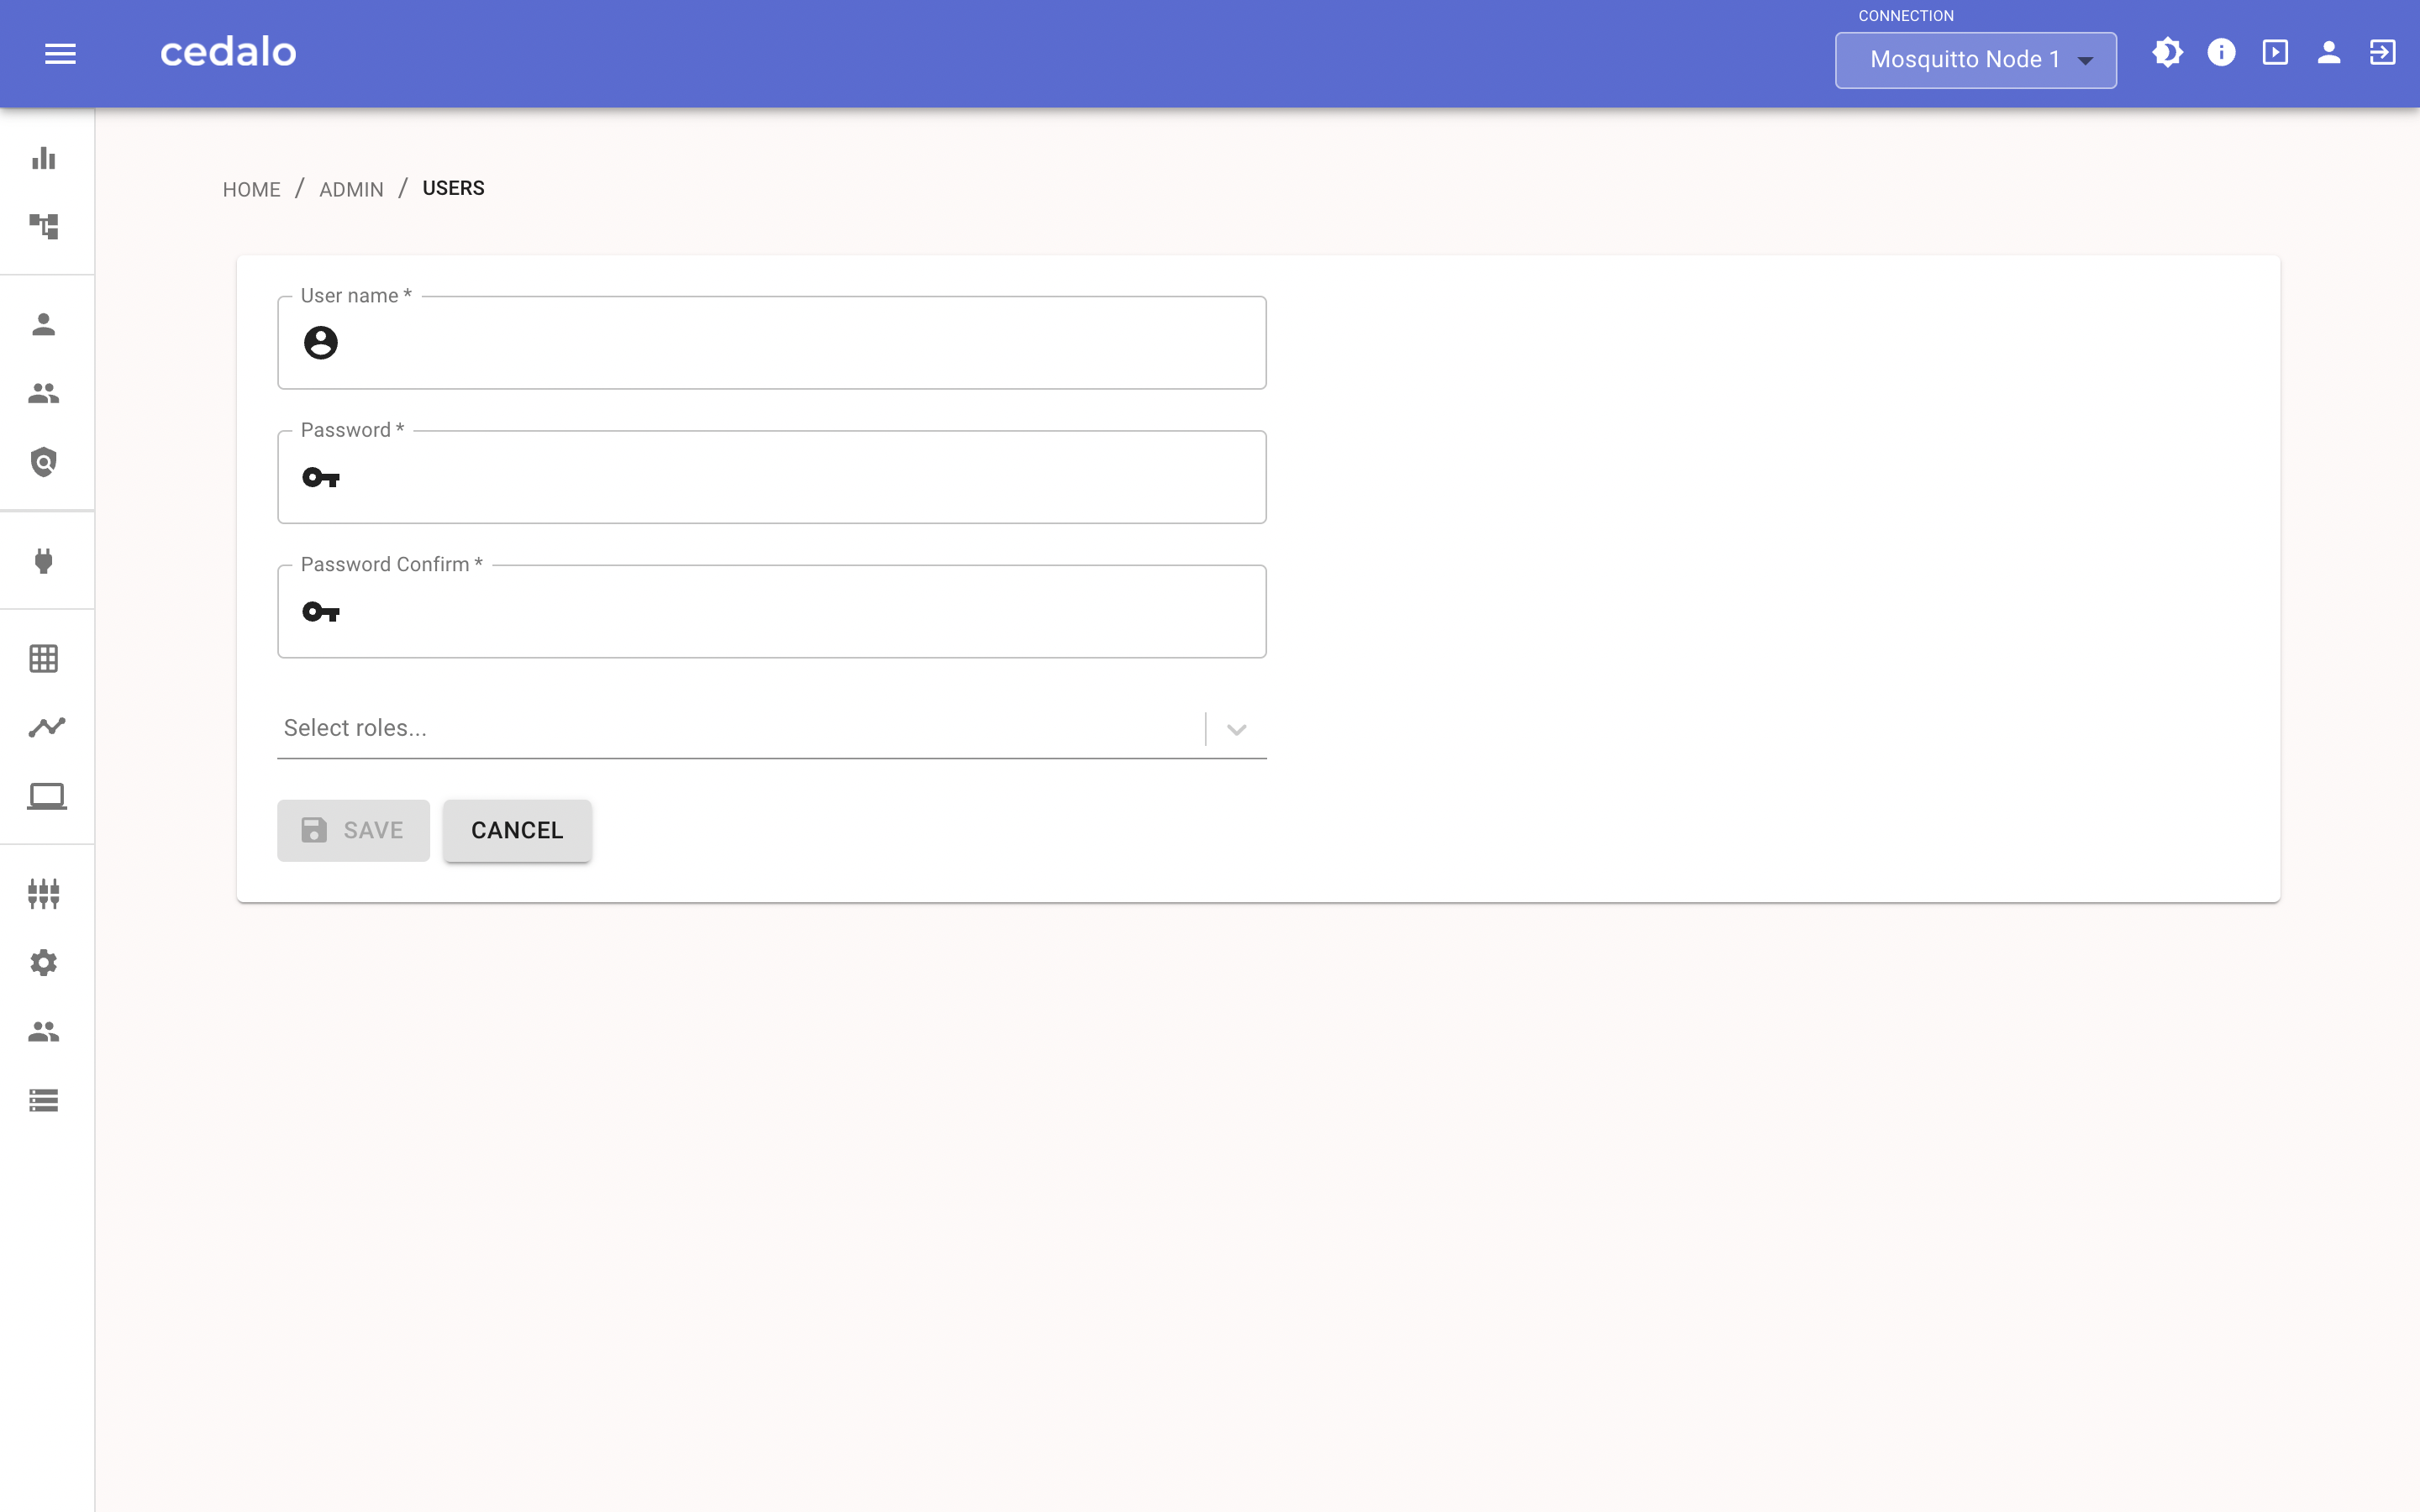 CONNECTION
cedalo
Mosquitto Node 1
HOME / ADMIN / USERS
User name *
Password *
Password Confirm *
Select roles...
SAVE
CANCEL